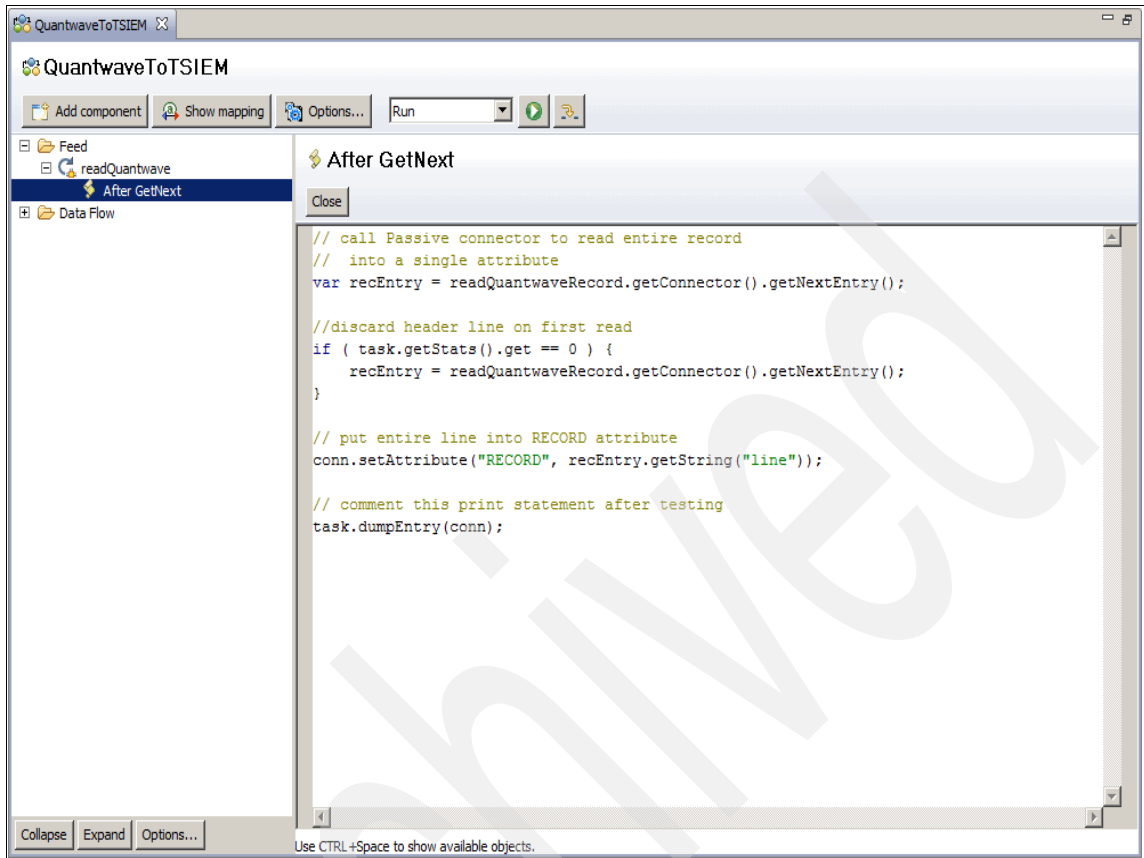 QuantwaveToTSIEM
QuantwaveToTSIEM
Add component Show mapping Options... Run
Feed
readQuantwave
After GetNext
Data Flow
After GetNext
Close
// call Passive connector to read entire record
//  into a single attribute
var recEntry = readQuantwaveRecord.getConnector().getNextEntry();
//discard header line on first read
if ( task.getStats().get == 0 ) {
    recEntry = readQuantwaveRecord.getConnector().getNextEntry();
}
// put entire line into RECORD attribute
conn.setAttribute("RECORD", recEntry.getString("line"));
// comment this print statement after testing
task.dumpEntry(conn);
Collapse Expand Options...
Use CTRL+Space to show available objects.
hived